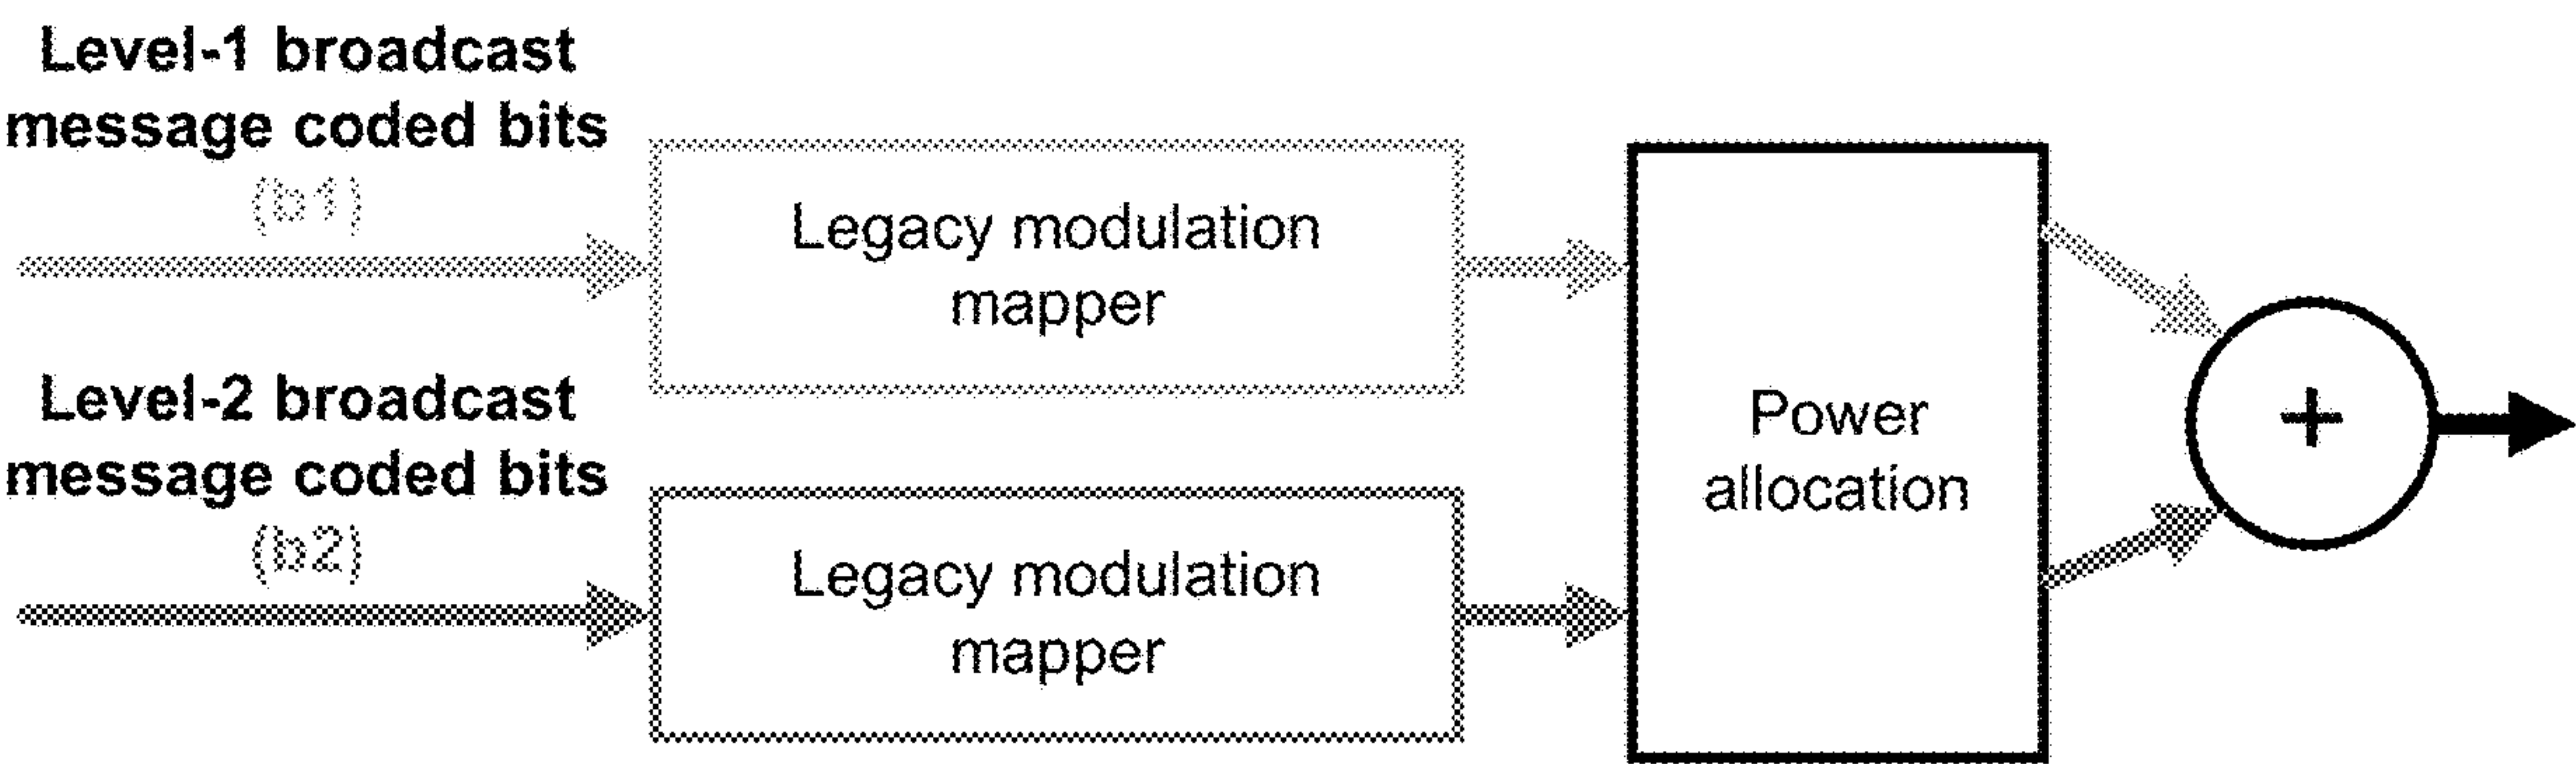 Level-1 broadcast
message coded bits
(b1)
Legacy modulation
mapper
Level-2 broadcast
message coded bits
(b2)
Legacy modulation
mapper
Power
allocation
+